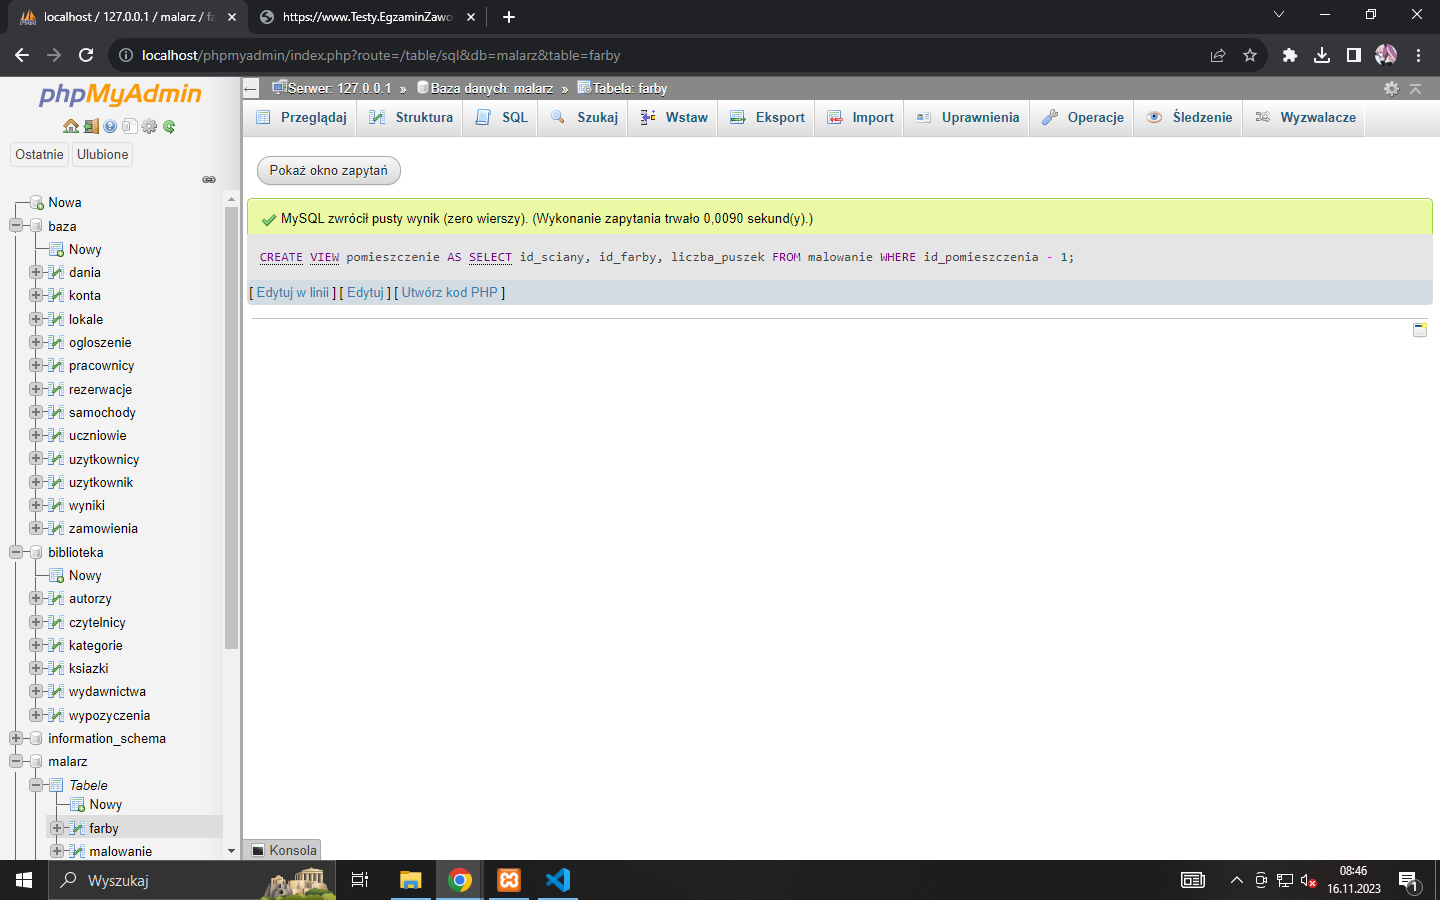 localhost / 127.0.0.1 / malarz / fa
https://www.Testy.EgzaminZawo
localhost/phpmyadmin/index.php?route=/table/sql&db=malarz&table=farby
phpMyAdmin
Ostatnie
Ulubione
Nowa
baza
Nowy
dania
konta
lokale
ogloszenie
pracownicy
rezerwacje
samochody
uczniowie
uzytkownicy
uzytkownik
wyniki
zamowienia
biblioteka
Nowy
autorzy
czytelnicy
kategorie
ksiazki
wydawnictwa
wypozyczenia
information_schema
malarz
Tabele
Nowy
farby
malowanie
Serwer: 127.0.0.1 » Baza danych: malarz » Tabela: farby
Przeglądaj Struktura SQL Szukaj Wstaw Eksport Import Uprawnienia Operacje Śledzenie Wyzwalacze
Pokaż okno zapytań
MySQL zwrócił pusty wynik (zero wierszy). (Wykonanie zapytania trwało 0,0090 sekund(y).)
CREATE VIEW pomieszczenie AS SELECT id_sciany, id_farby, liczba_puszek FROM malowanie WHERE id_pomieszczenia - 1;
[ Edytuj w linii ] [ Edytuj ] [ Utwórz kod PHP ]
Konsola
Wyszukaj
08:46
16.11.2023
1